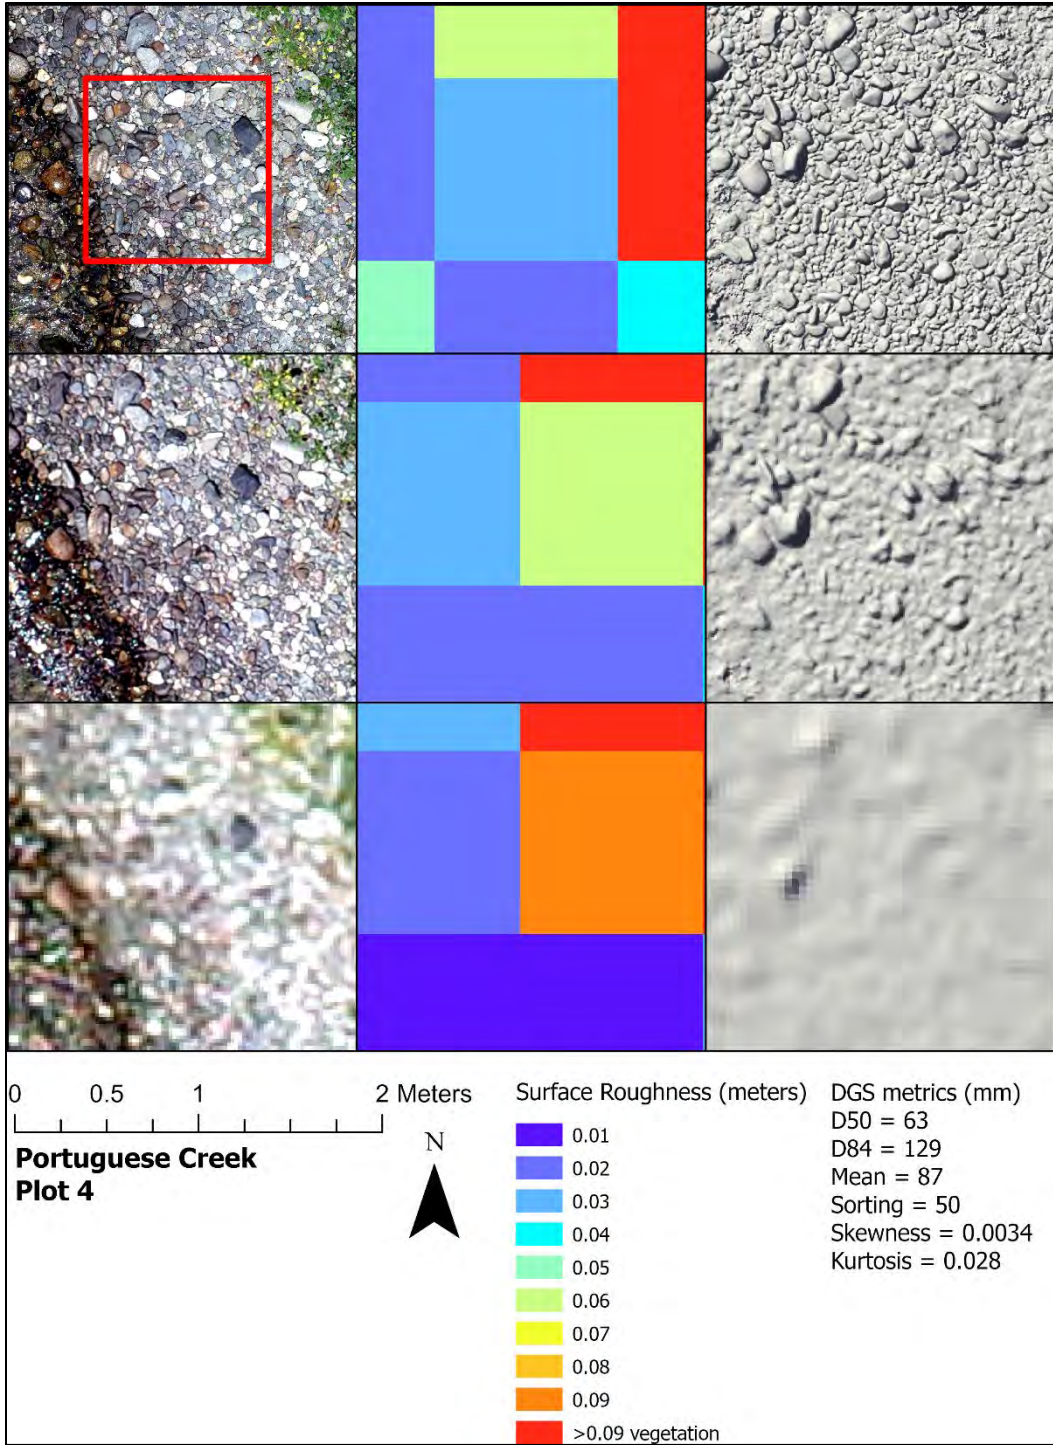 0 0.5 1 2 Meters
Portuguese Creek
Plot 4
N
Surface Roughness (meters)
0.01
0.02
0.03
0.04
0.05
0.06
0.07
0.08
0.09
>0.09 vegetation
DGS metrics (mm)
D50 = 63
D84 = 129
Mean = 87
Sorting = 50
Skewness = 0.0034
Kurtosis = 0.028